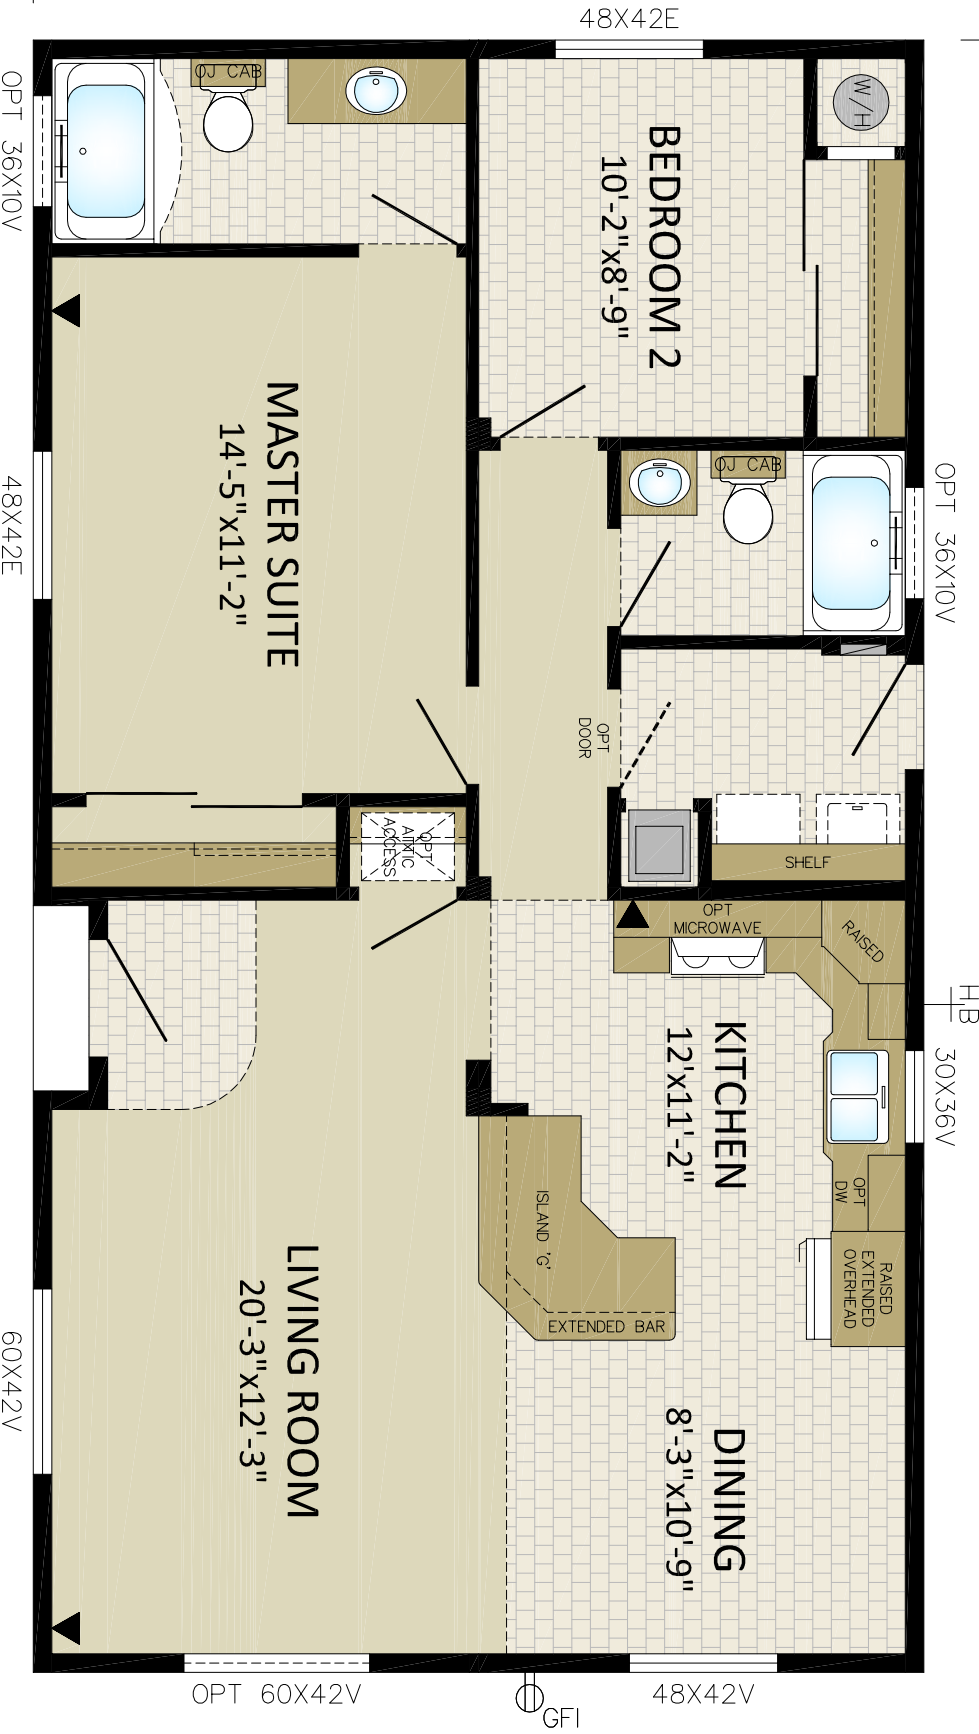 48X42E
OPT 36X10V
OJ CAB
W/H
BEDROOM 2
10'-2"x8'-9"
MASTER SUITE
14'-5"x11'-2"
48X42E
OPT 36X10V
OJ CAB
OPT
DOOR
OPT
ATTIC
ACCESS
SHELF
OPT
MICROWAVE
RAISED
HB
30X36V
KITCHEN
12'x11'-2"
OPT
DW
ISLAND 'G'
RAISED
EXTENDED
OVERHEAD
EXTENDED BAR
LIVING ROOM
20'-3"x12'-3"
60X42V
DINING
8'-3"x10'-9"
OPT 60X42V
48X42V
GFI